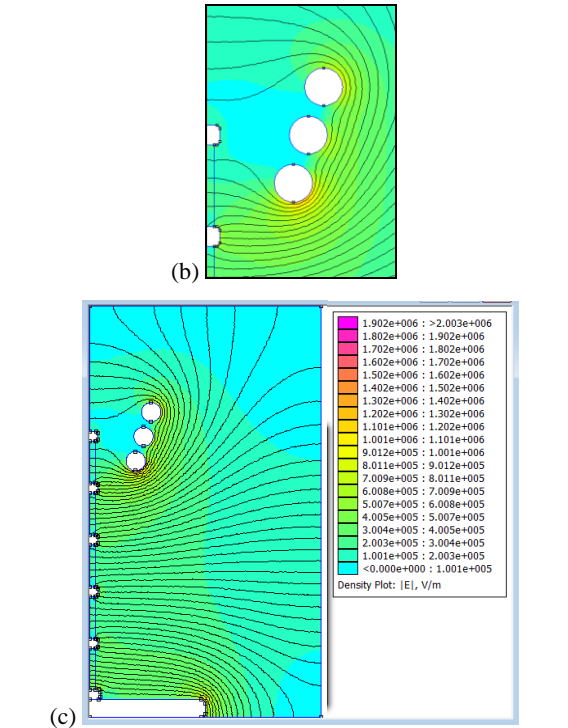 (b)
1.902e+006 : >2.003e+006
1.802e+006 : 1.902e+006
1.702e+006 : 1.802e+006
1.602e+006 : 1.702e+006
1.502e+006 : 1.602e+006
1.402e+006 : 1.502e+006
1.302e+006 : 1.402e+006
1.202e+006 : 1.302e+006
1.101e+006 : 1.202e+006
1.001e+006 : 1.101e+006
9.012e+005 : 1.001e+006
8.011e+005 : 9.012e+005
7.009e+005 : 8.011e+005
6.008e+005 : 7.009e+005
5.007e+005 : 6.008e+005
4.005e+005 : 5.007e+005
3.004e+005 : 4.005e+005
2.003e+005 : 3.004e+005
1.001e+005 : 2.003e+005
<0.000e+000 : 1.001e+005
Density Plot: |E|, V/m
(c)